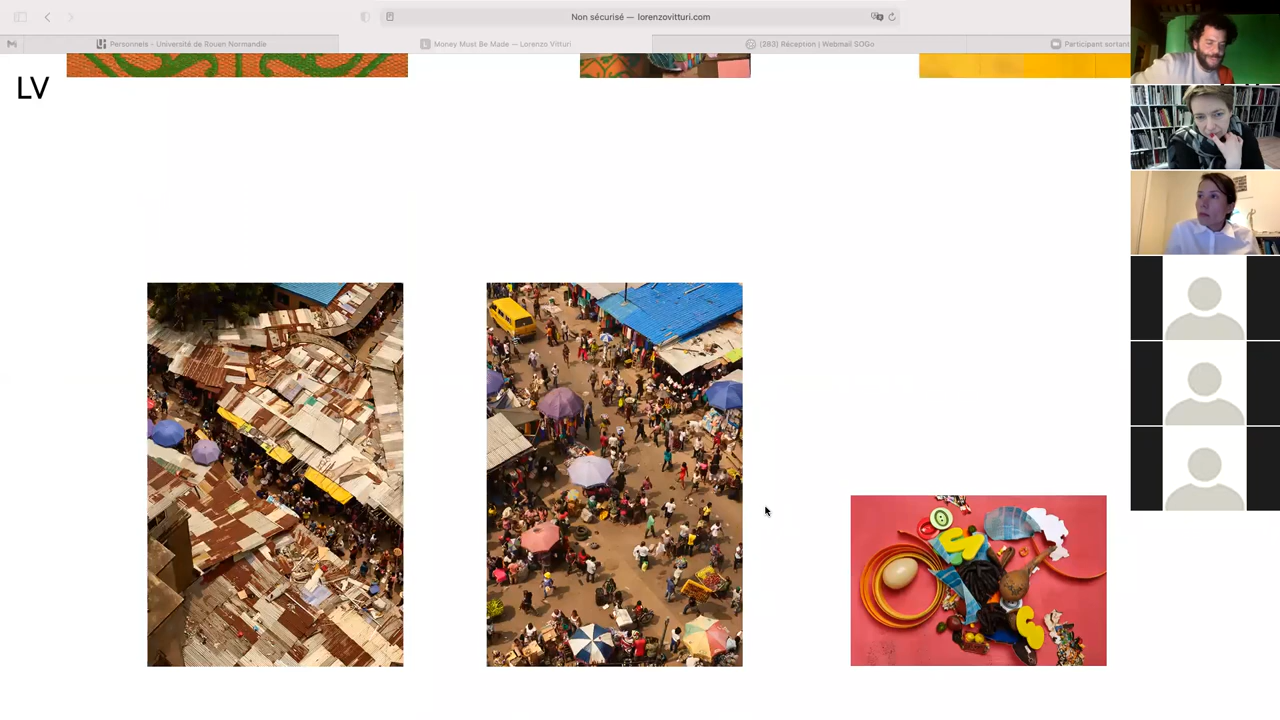 Non sécurisé — lorenzovitturi.com
Personnels - Université de Rouen Normandie
Money Must Be Made — Lorenzo Vitturi
(283) Réception | Webmail SOGo
Participant sortant
LV